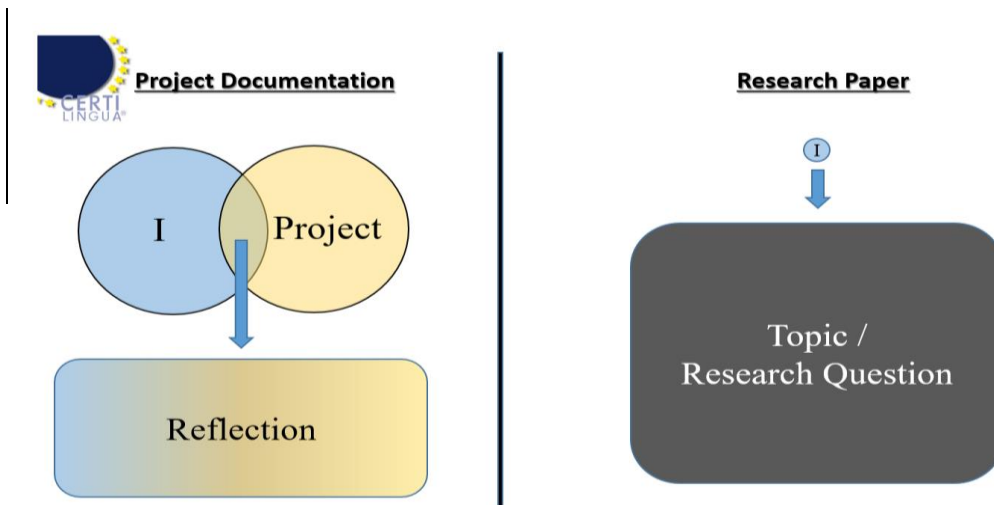 CERTI
LINGUA®
Project Documentation
I
Project
Reflection
Research Paper
I
Topic /
Research Question